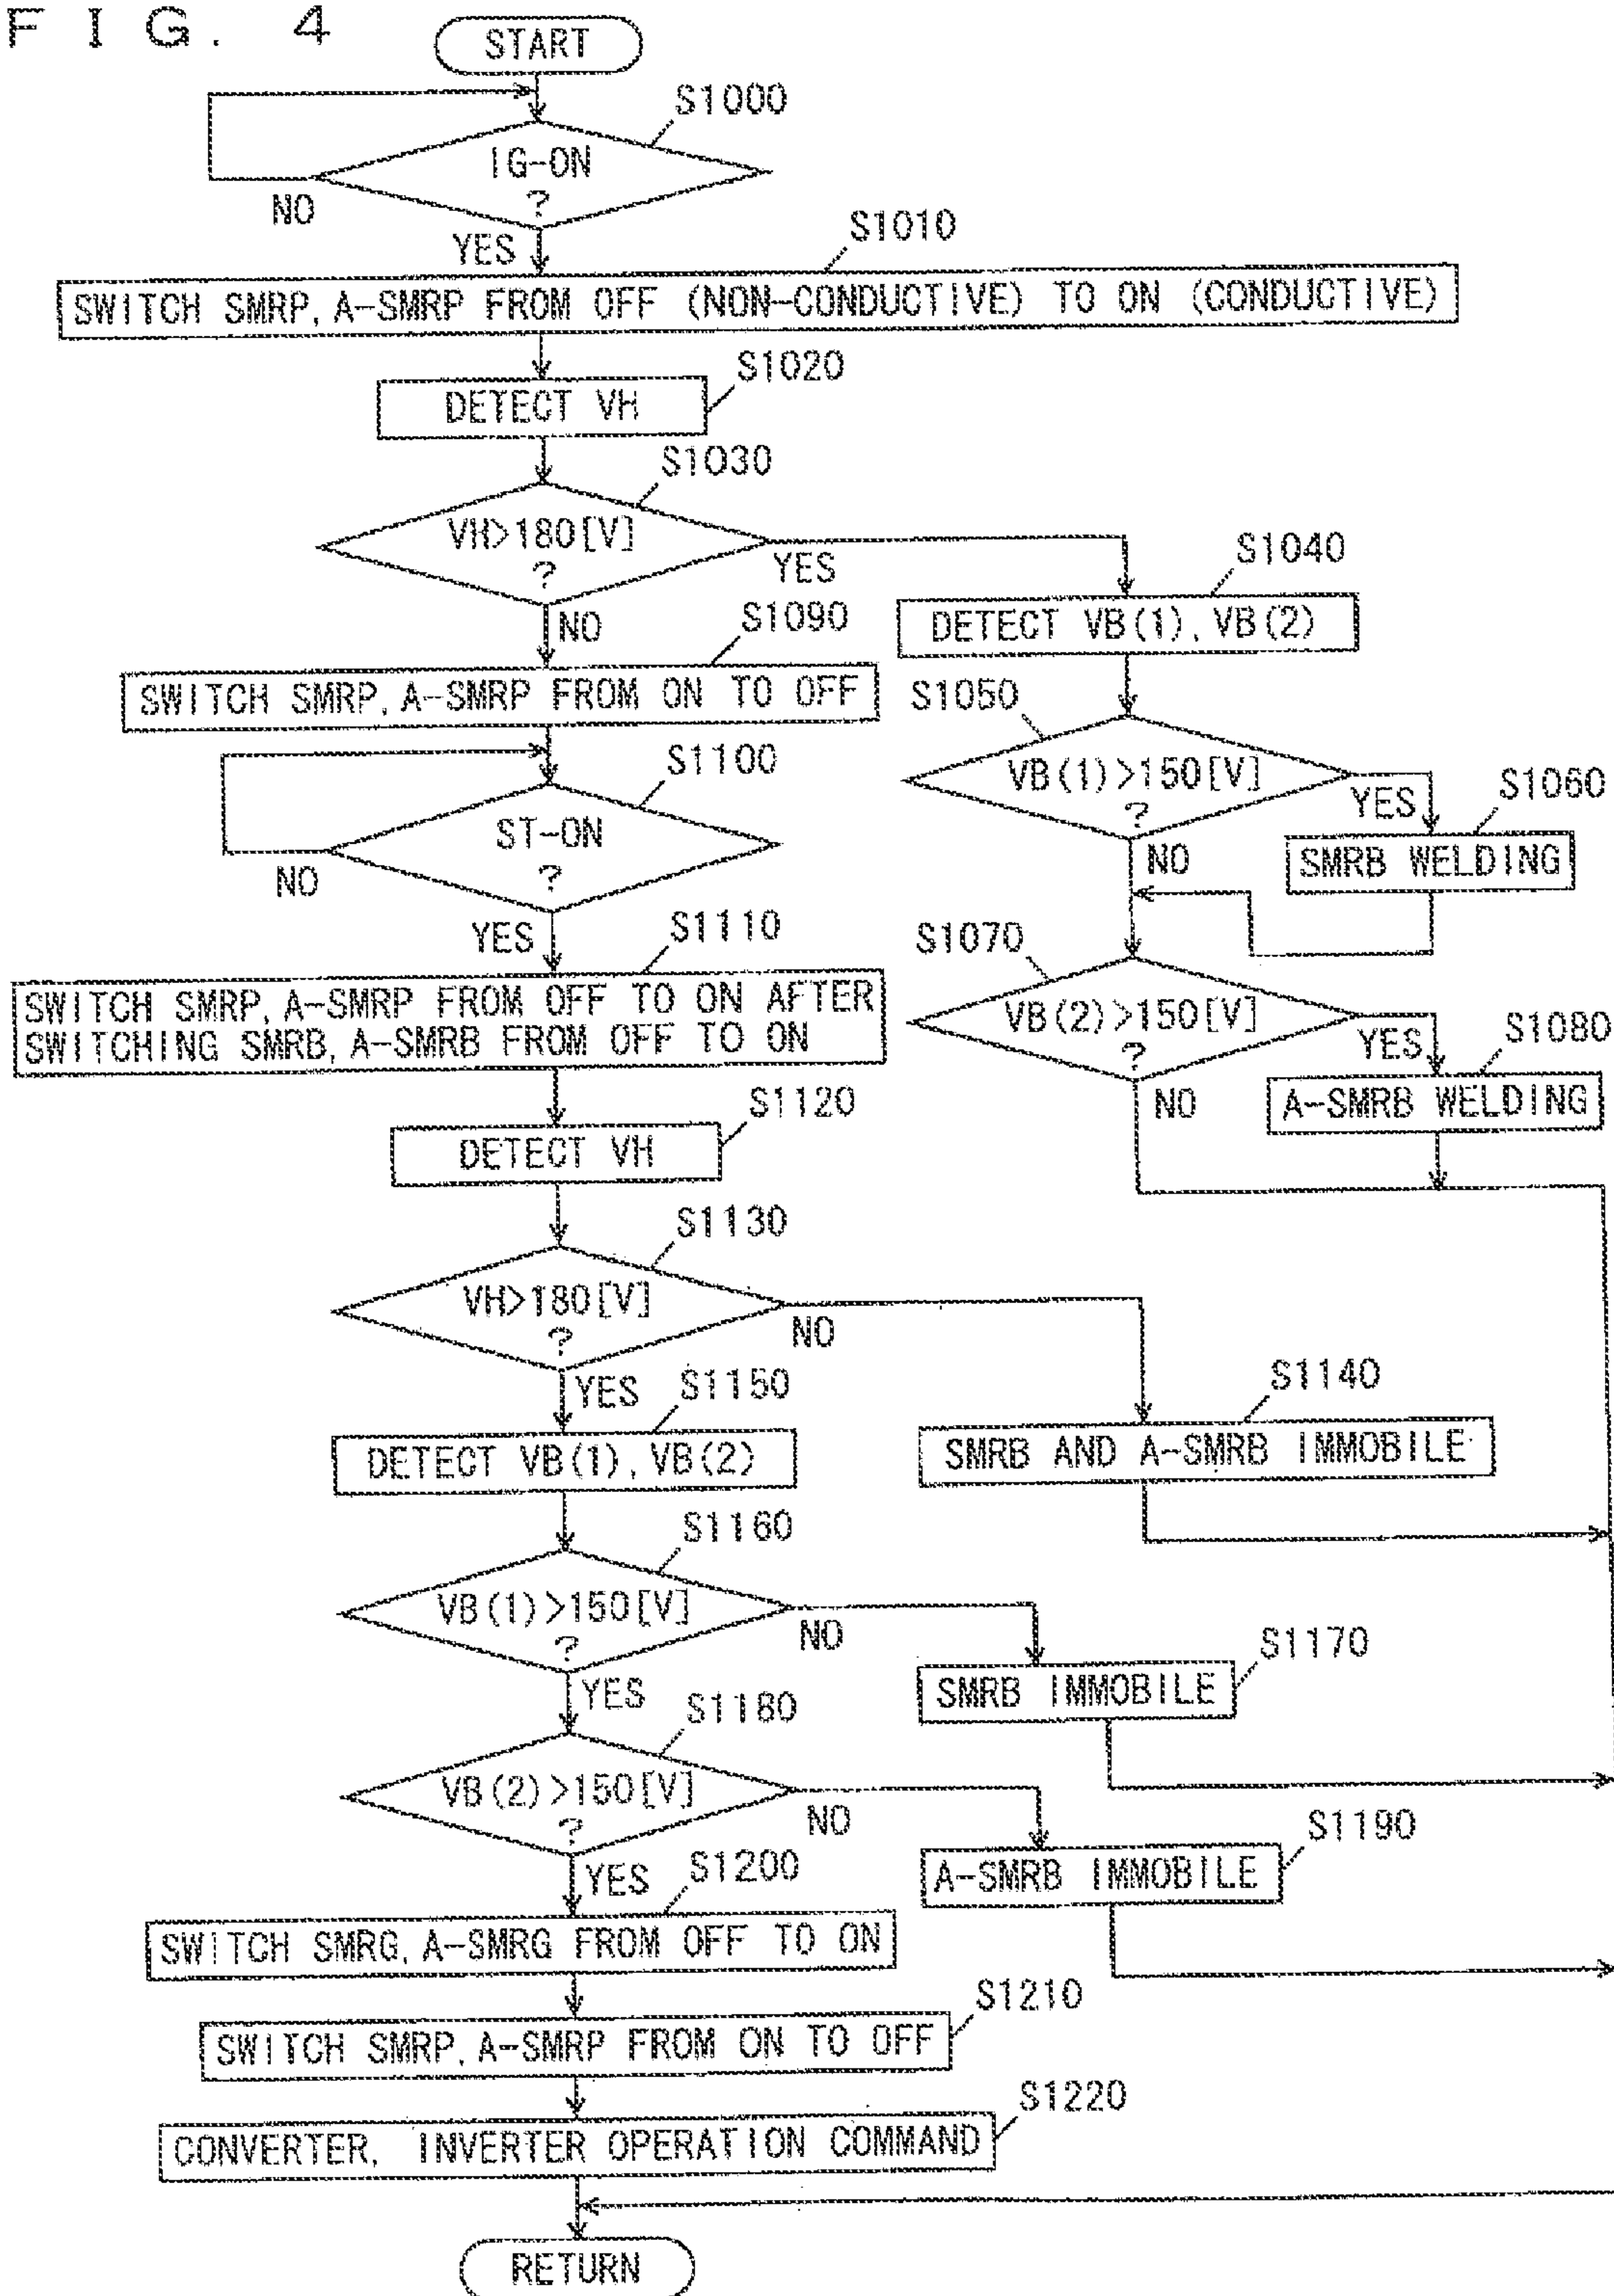 FIG. 4
START
S1000
IG-ON
?
NO
YES
S1010
SWITCH SMRP, A-SMRP FROM OFF (NON-CONDUCTIVE) TO ON (CONDUCTIVE)
S1020
DETECT VH
S1030
VH>180[V]
?
YES
NO
S1040
DETECT VB(1), VB(2)
S1090
SWITCH SMRP, A-SMRP FROM ON TO OFF
S1050
VB(1)>150[V]
?
YES
NO
S1060
SMRB WELDING
S1100
ST-ON
?
NO
YES
S1070
VB(2)>150[V]
?
YES
NO
S1080
A-SMRB WELDING
S1110
SWITCH SMRP, A-SMRP FROM OFF TO ON AFTER
SWITCHING SMRB, A-SMRB FROM OFF TO ON
S1120
DETECT VH
S1130
VH>180[V]
?
NO
YES
S1140
SMRB AND A-SMRB IMMOBILE
S1150
DETECT VB(1), VB(2)
S1160
VB(1)>150[V]
?
NO
YES
S1170
SMRB IMMOBILE
S1180
VB(2)>150[V]
?
NO
YES
S1190
A-SMRB IMMOBILE
S1200
SWITCH SMRG, A-SMRG FROM OFF TO ON
S1210
SWITCH SMRP, A-SMRP FROM ON TO OFF
S1220
CONVERTER, INVERTER OPERATION COMMAND
RETURN